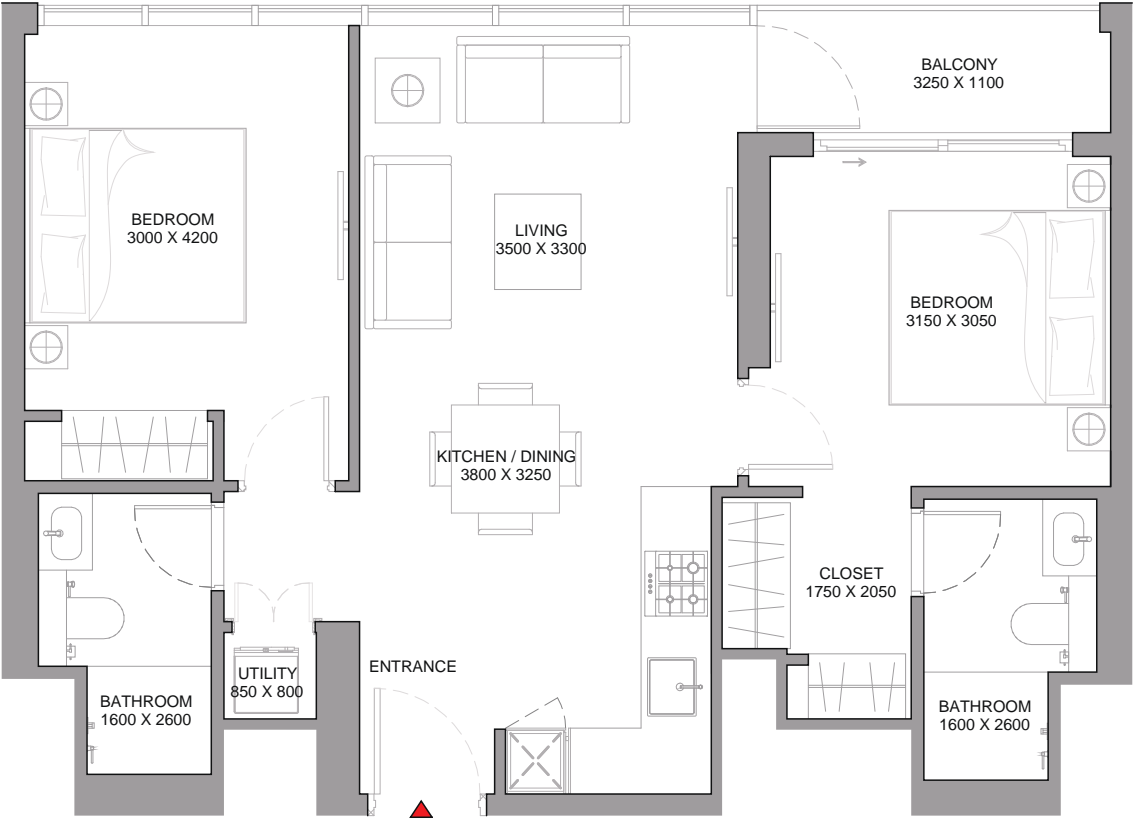 BALCONY
3250 X 1100
BEDROOM
3000 X 4200
LIVING
3500 X 3300
BEDROOM
3150 X 3050
KITCHEN / DINING
3800 X 3250
CLOSET
1750 X 2050
ENTRANCE
UTILITY
850 X 800
BATHROOM
1600 X 2600
BATHROOM
1600 X 2600